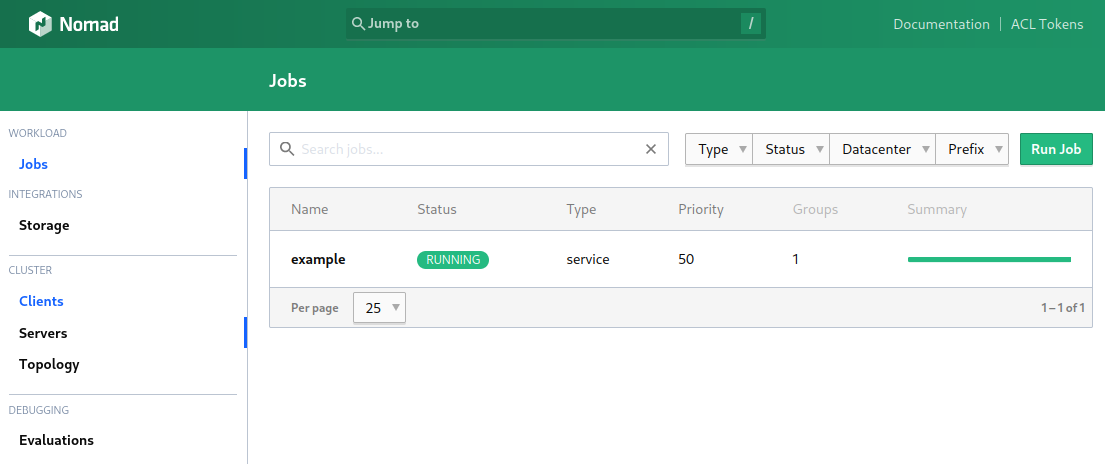 Nomad
Jump to
/
Documentation | ACL Tokens
Jobs
WORKLOAD
Jobs
INTEGRATIONS
Storage
CLUSTER
Clients
Servers
Topology
DEBUGGING
Evaluations
Search jobs...
Type Status Datacenter Prefix Run Job
Name Status Type Priority Groups Summary
example RUNNING service 50 1
Per page 25 1 – 1 of 1